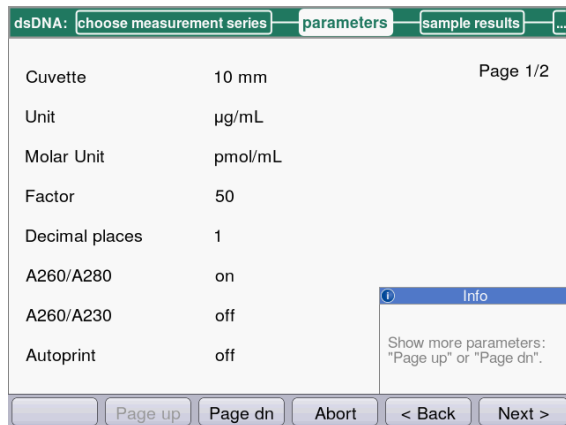 dsDNA: choose measurement series parameters sample results ...
Page 1/2
Cuvette 10 mm
Unit µg/mL
Molar Unit pmol/mL
Factor 50
Decimal places 1
A260/A280 on
A260/A230 off
Autoprint off
Info
Show more parameters:
"Page up" or "Page dn".
Page up Page dn Abort < Back Next >